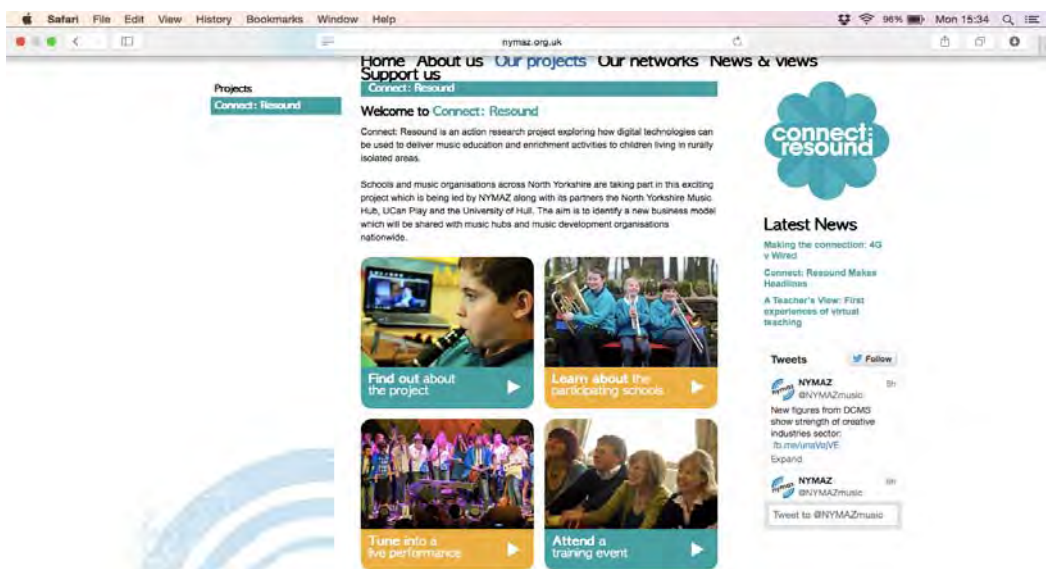 Safari File Edit View History Bookmarks Window Help
96% Mon 15:34
nymaz.org.uk
Home About us Our projects Our networks News & views
Support us
Projects
Connect: Resound
Connect: Resound
Welcome to Connect: Resound
Connect: Resound is an action research project exploring how digital technologies can
be used to deliver music education and enrichment activities to children living in rurally
isolated areas.
Schools and music organisations across North Yorkshire are taking part in this exciting
project which is being led by NYMAZ along with its partners the North Yorkshire Music
Hub, UCan Play and the University of Hull. The aim is to identify a new business model
which will be shared with music hubs and music development organisations
nationwide.
Find out about
the project
Learn about the
participating schools
Tune into a
live performance
Attend a
training event
connect:
resound
Latest News
Making the connection: 4G
v Wired
Connect: Resound Makes
Headlines
A Teacher's View: First
experiences of virtual
teaching
Tweets
Follow
nymaz
NYMAZ
@NYMAZmusic
New figures from DCMS
show strength of creative
industries sector:
Expand
nymaz
NYMAZ
@NYMAZmusic
Tweet to @NYMAZmusic